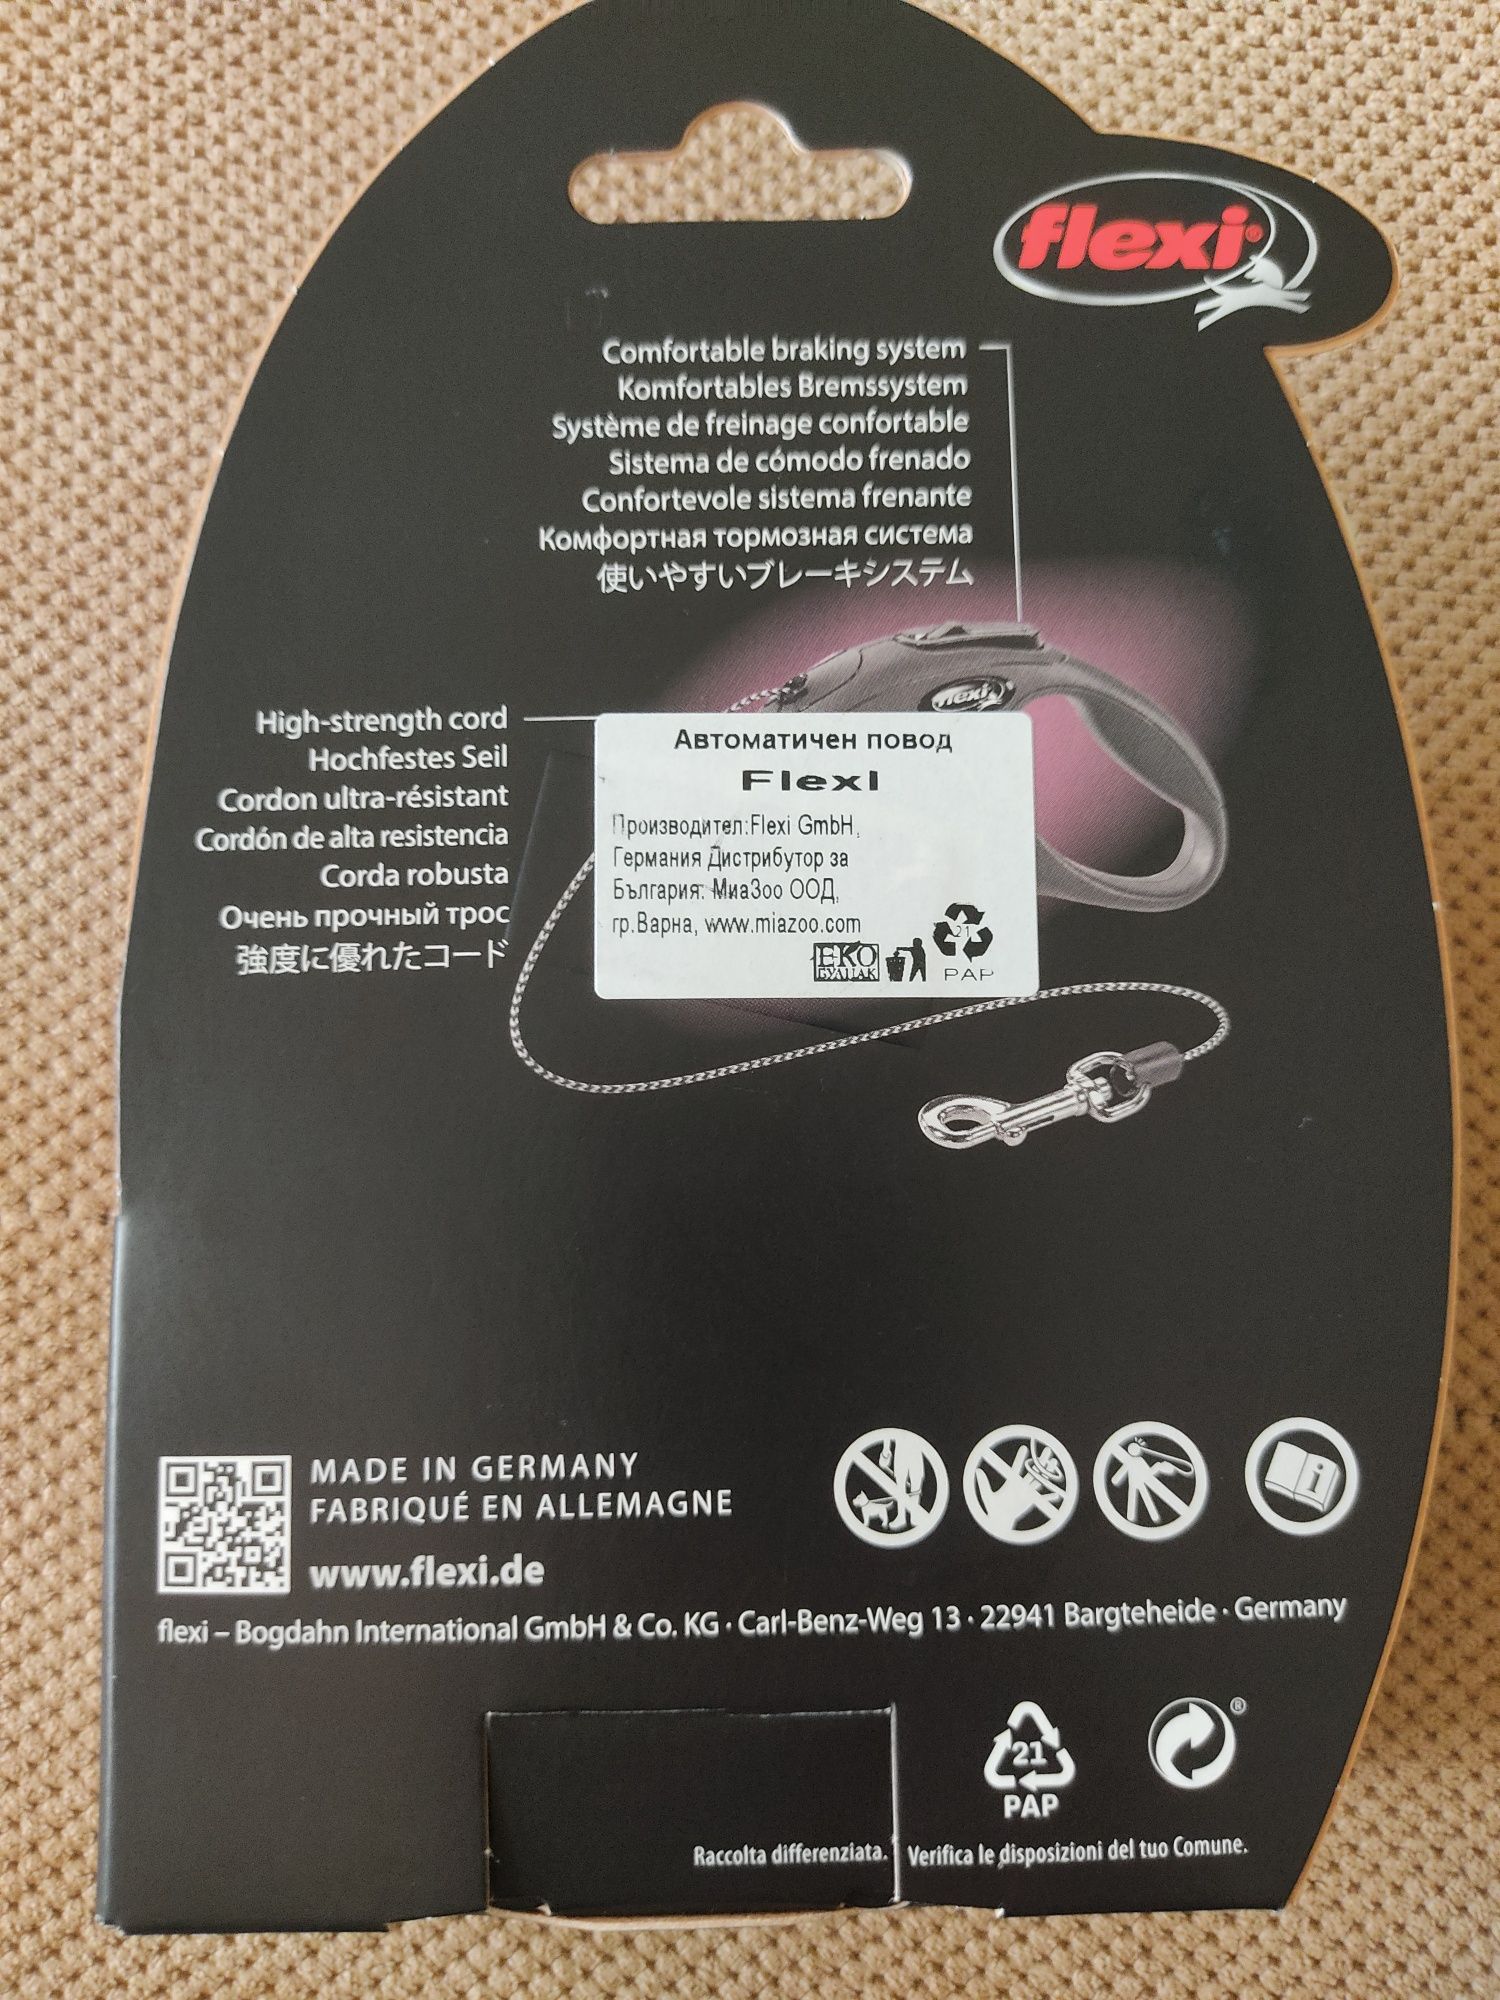 flexi®
Comfortable braking system
Komfortables Bremssystem
Système de freinage confortable
Sistema de cómodo frenado
Confortevole sistema frenante
Комфортная тормозная система
使いやすいブレーキシステム
flexi
High-strength cord
Hochfestes Seil
Cordon ultra-résistant
Cordón de alta resistencia
Corda robusta
Очень прочный трос
強度に優れたコード
Автоматичен повод
FlexI
Производител:Flexi GmbH,
Германия Дистрибутор за
България: МиаЗоо ООД,
гр.Варна, www.miazoo.com
ЕКО
БУЛПАК
21
PAP
MADE IN GERMANY
FABRIQUÉ EN ALLEMAGNE
www.flexi.de
flexi – Bogdahn International GmbH & Co. KG · Carl-Benz-Weg 13 · 22941 Bargteheide · Germany
21
PAP
®
Raccolta differenziata. Verifica le disposizioni del tuo Comune.